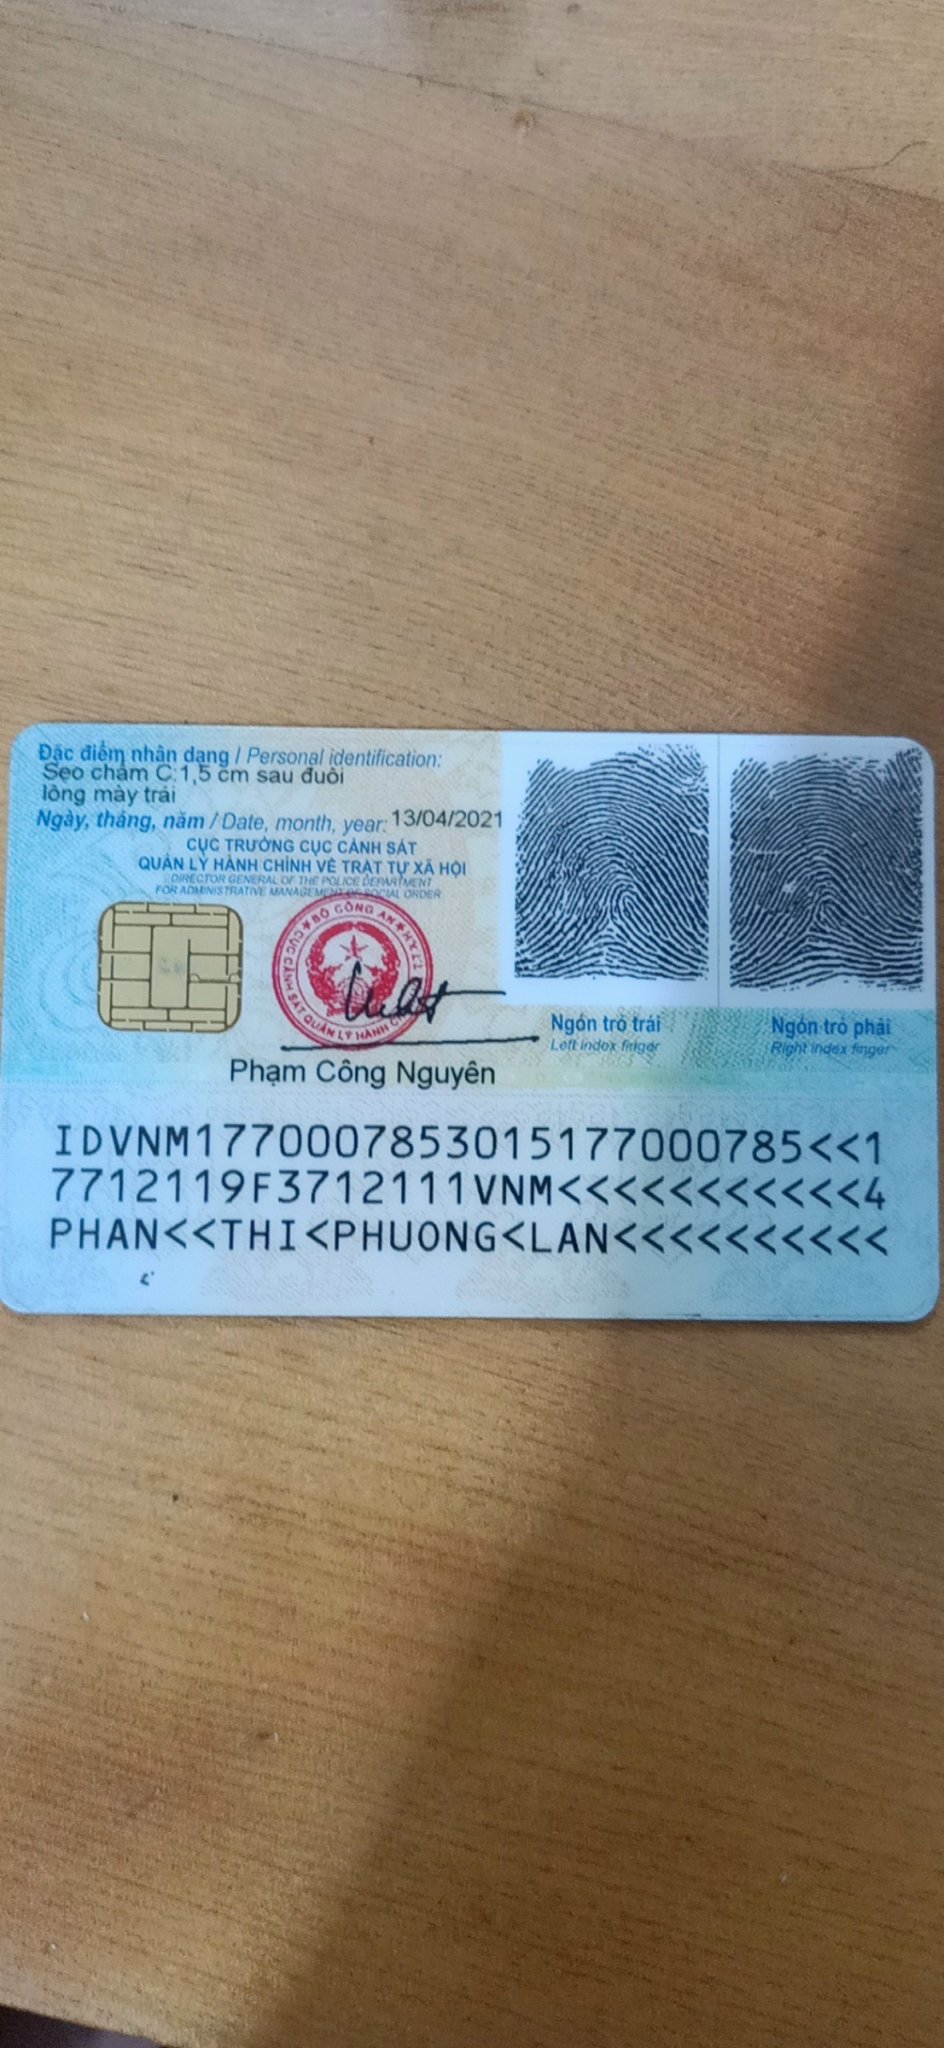 Đặc điểm nhân dạng / Personal identification:
Sẹo chấm C:1,5 cm sau đuôi
lông mày trái
Ngày, tháng, năm / Date, month, year: 13/04/2021
CỤC TRƯỞNG CỤC CẢNH SÁT
QUẢN LÝ HÀNH CHÍNH VỀ TRẬT TỰ XÃ HỘI
DIRECTOR GENERAL OF THE POLICE DEPARTMENT
FOR ADMINISTRATIVE MANAGEMENT OF SOCIAL ORDER
BỘ CÔNG AN
CỤC CẢNH SÁT QUẢN LÝ HÀNH
Phạm Công Nguyên
Ngón trỏ trái
Left index finger
Ngón trỏ phải
Right index finger
IDVNM1770007853015177000785<<1
7712119F3712111VNM<<<<<<<<<<<4
PHAN<<THI<PHUONG<LAN<<<<<<<<<<